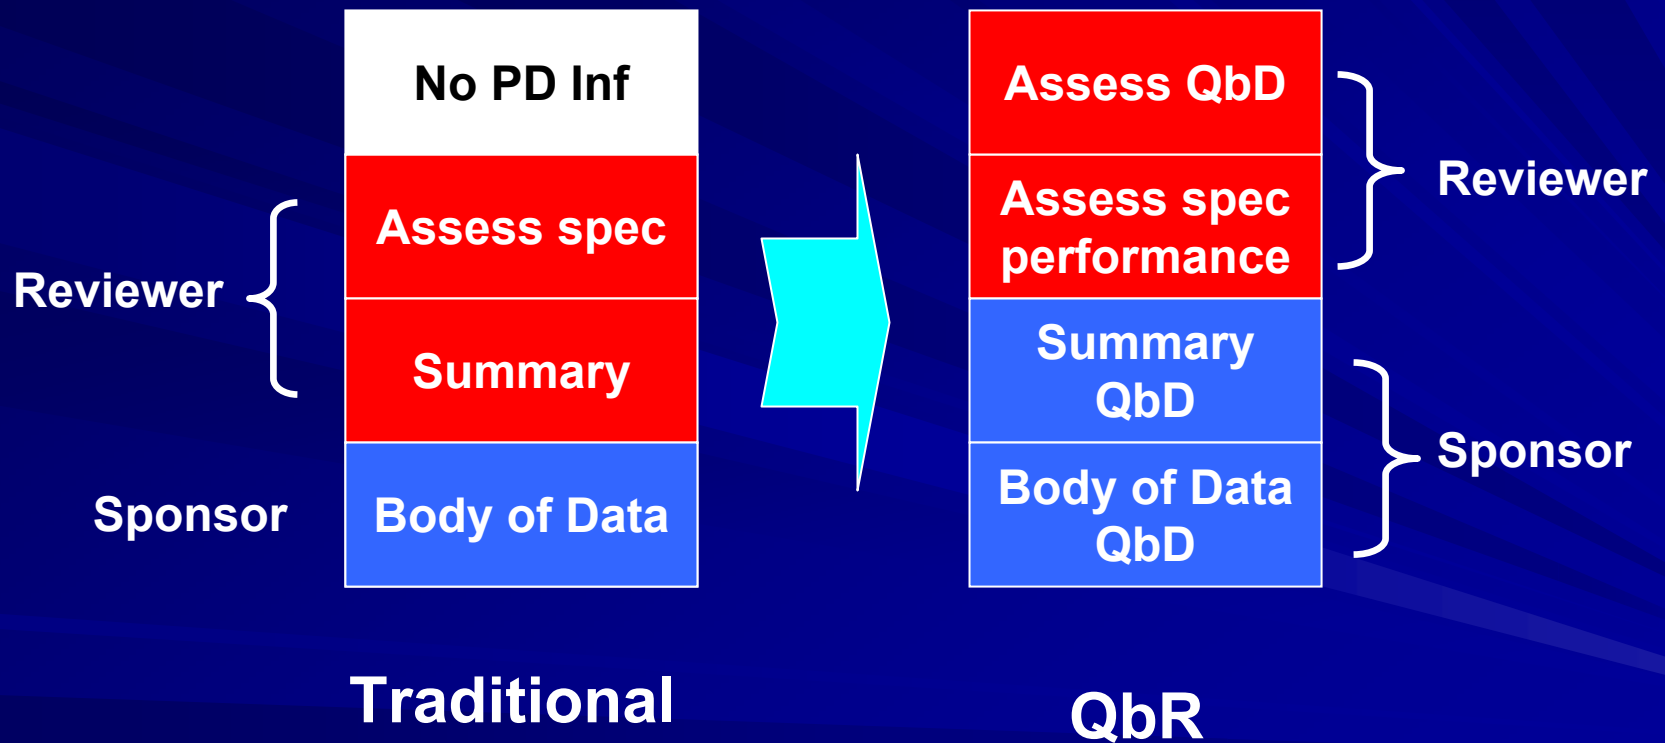 No PD Inf
Assess spec
Reviewer
Summary
Sponsor
Body of Data
Traditional
Assess QbD
Assess spec
performance
Reviewer
Summary
QbD
Sponsor
Body of Data
QbD
QbR